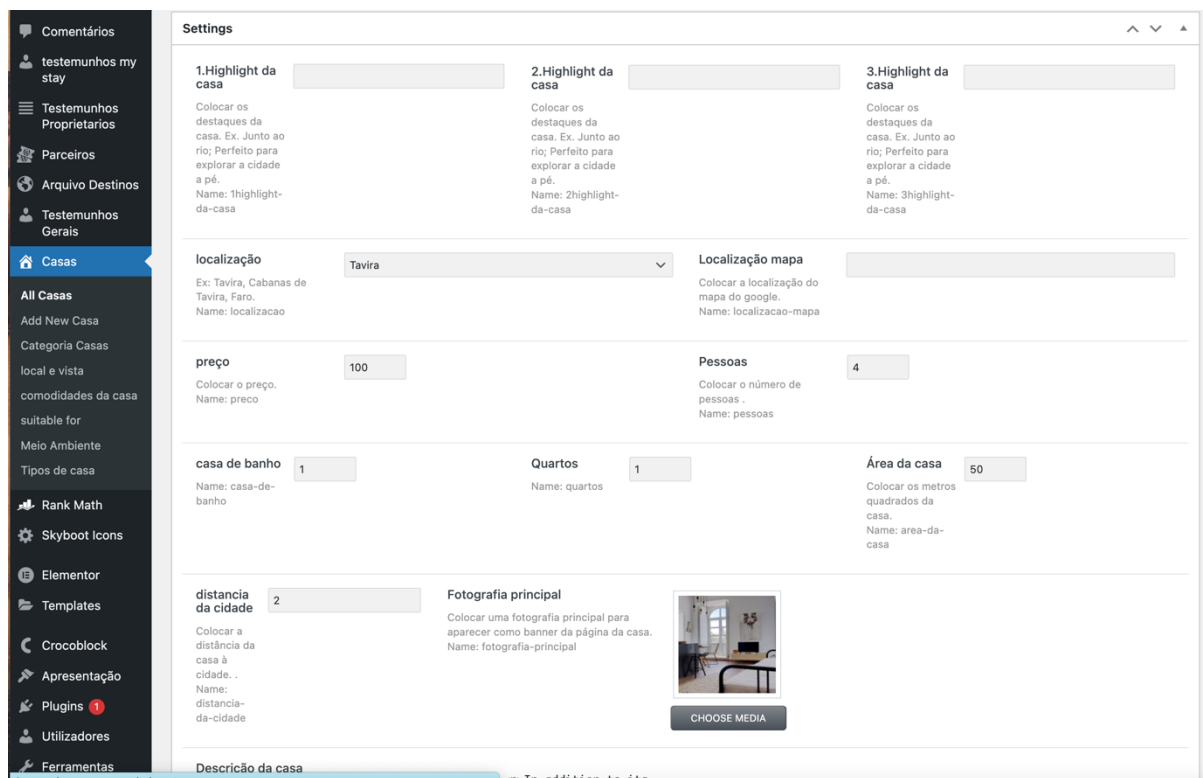 Comentários
testemunhos my
stay
Testemunhos
Proprietarios
Parceiros
Arquivo Destinos
Testemunhos
Gerais
Casas
All Casas
Add New Casa
Categoria Casas
local e vista
comodidades da casa
suitable for
Meio Ambiente
Tipos de casa
Rank Math
Skyboot Icons
Elementor
Templates
Crocoblock
Apresentação
Plugins 1
Utilizadores
Ferramentas
Settings
1.Highlight da
casa
Colocar os
destaques da
casa. Ex. Junto ao
rio; Perfeito para
explorar a cidade
a pé.
Name: 1highlight-
da-casa
2.Highlight da
casa
Colocar os
destaques da
casa. Ex. Junto ao
rio; Perfeito para
explorar a cidade
a pé.
Name: 2highlight-
da-casa
3.Highlight da
casa
Colocar os
destaques da
casa. Ex. Junto ao
rio; Perfeito para
explorar a cidade
a pé.
Name: 3highlight-
da-casa
localização
Ex: Tavira, Cabanas de
Tavira, Faro.
Name: localizacao
Tavira
Localização mapa
Colocar a localização do
mapa do google.
Name: localizacao-mapa
preço
Colocar o preço.
Name: preco
100
Pessoas
Colocar o número de
pessoas .
Name: pessoas
4
casa de banho
Name: casa-de-
banho
1
Quartos
Name: quartos
1
Área da casa
Colocar os metros
quadrados da
casa.
Name: area-da-
casa
50
distancia
da cidade
Colocar a
distância da
casa à
cidade. .
Name:
distancia-
da-cidade
2
Fotografia principal
Colocar uma fotografia principal para
aparecer como banner da página da casa.
Name: fotografia-principal
CHOOSE MEDIA
Descrição da casa